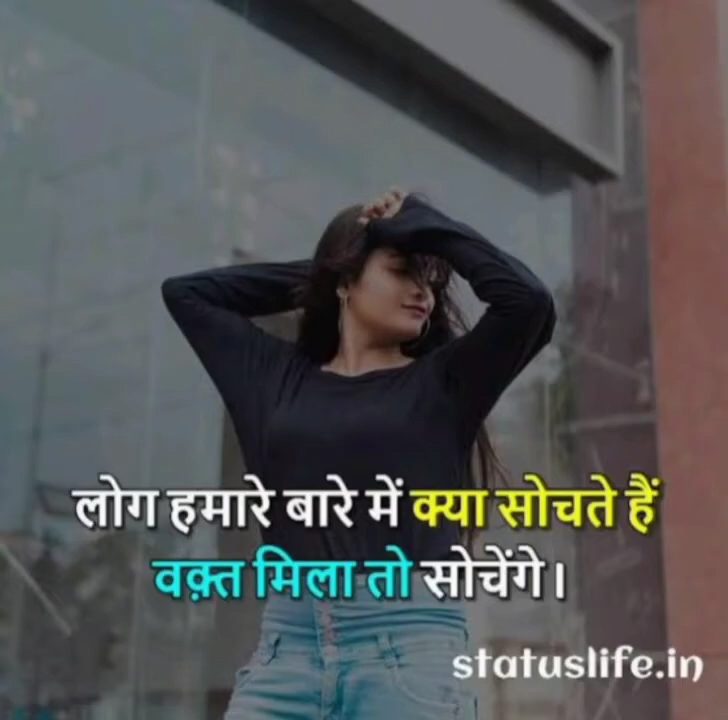 लोग हमारे बारे में क्या सोचते हैं
वक़्त मिला तो सोचेंगे।
statuslife.in